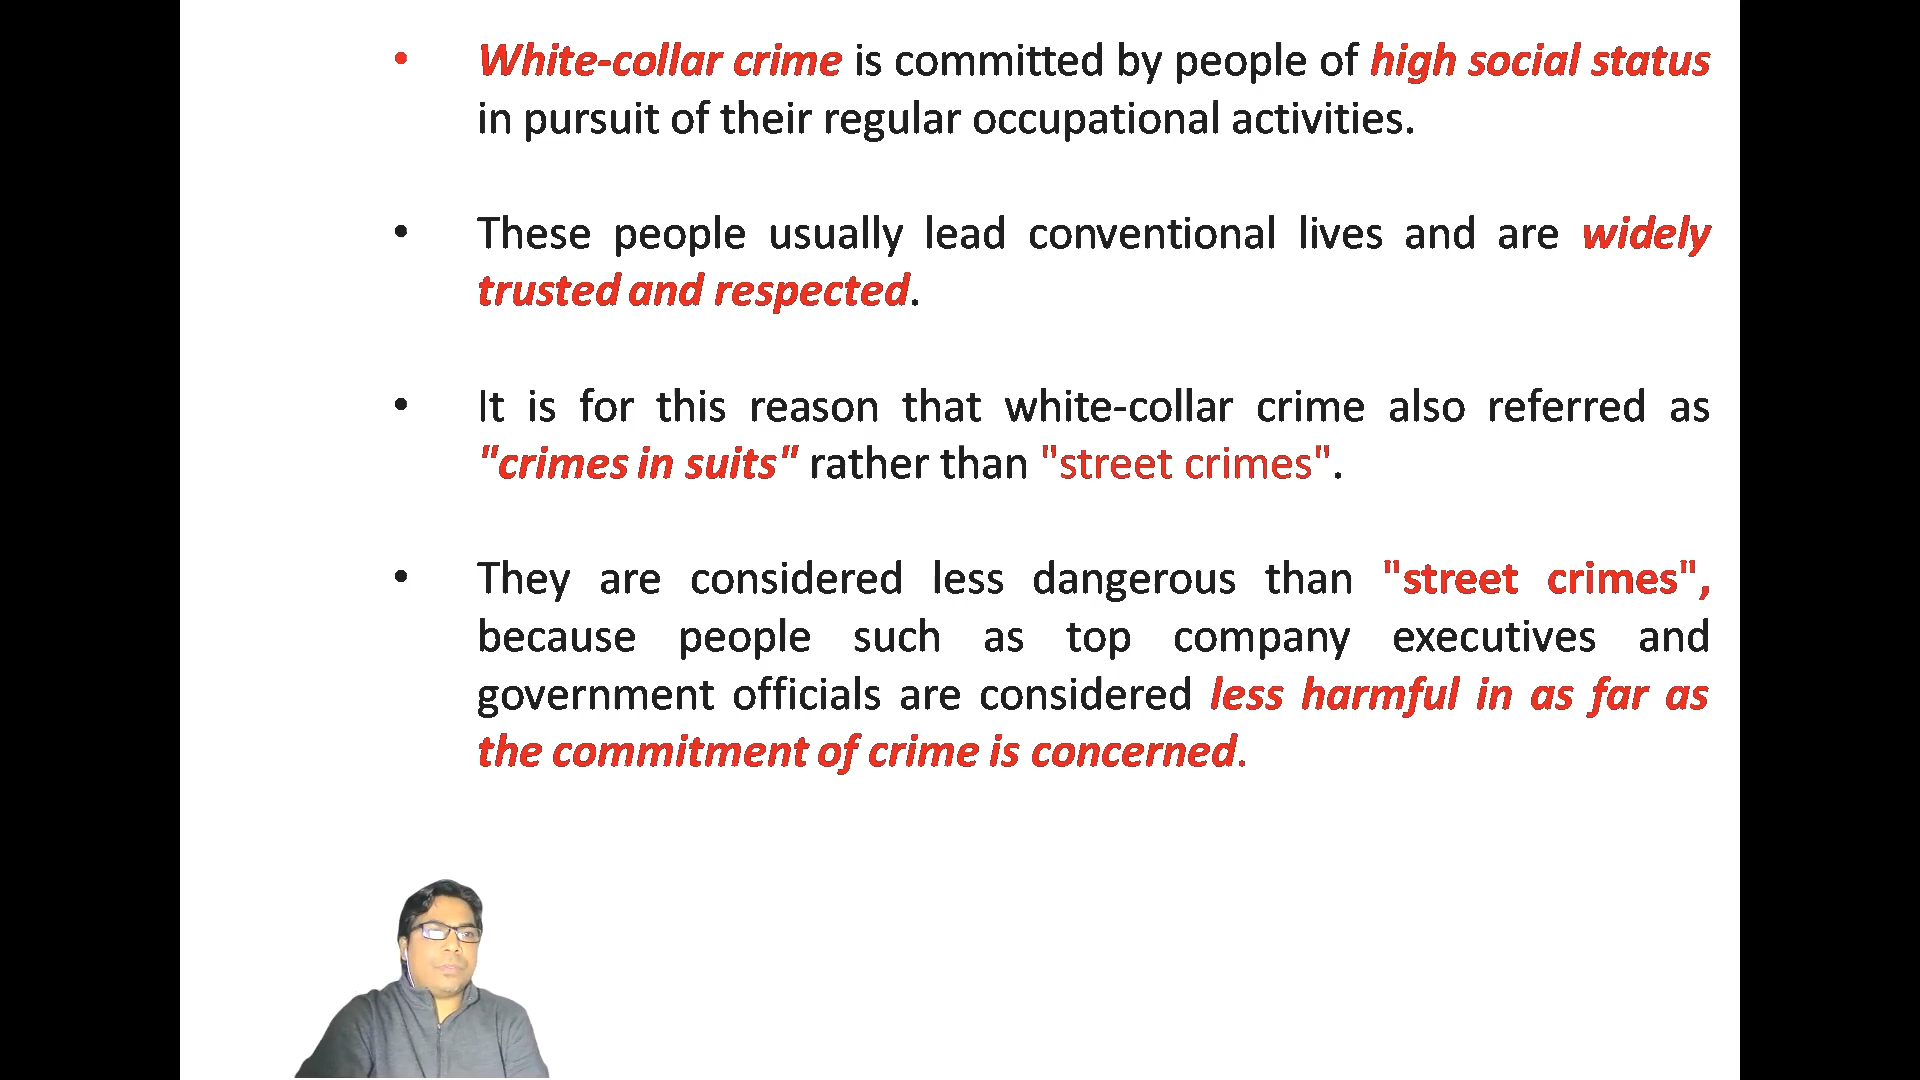 • White-collar crime is committed by people of high social status
in pursuit of their regular occupational activities.
• These people usually lead conventional lives and are widely
trusted and respected.
• It is for this reason that white-collar crime also referred as
"crimes in suits" rather than "street crimes".
• They are considered less dangerous than "street crimes",
because people such as top company executives and
government officials are considered less harmful in as far as
the commitment of crime is concerned.